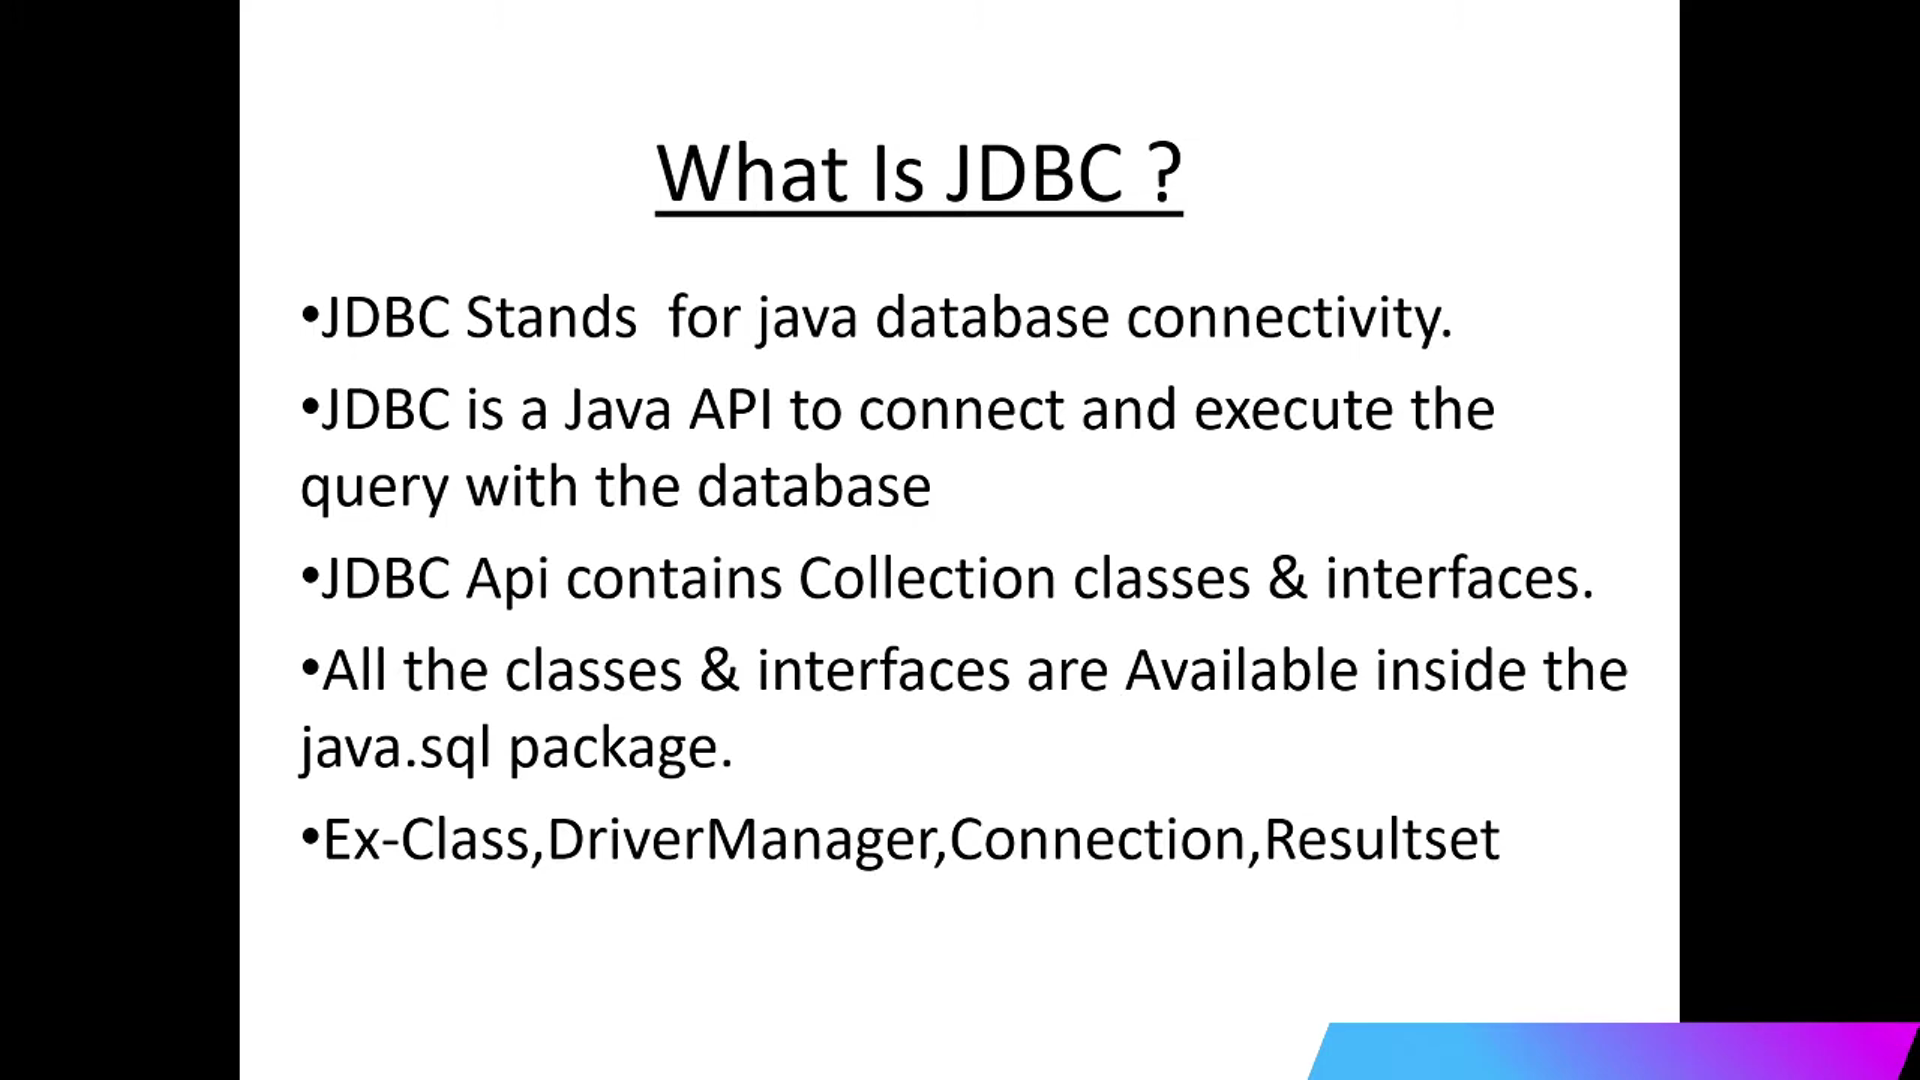 What Is JDBC ?
•JDBC Stands  for java database connectivity.
•JDBC is a Java API to connect and execute the
query with the database
•JDBC Api contains Collection classes & interfaces.
•All the classes & interfaces are Available inside the
java.sql package.
•Ex-Class,DriverManager,Connection,Resultset